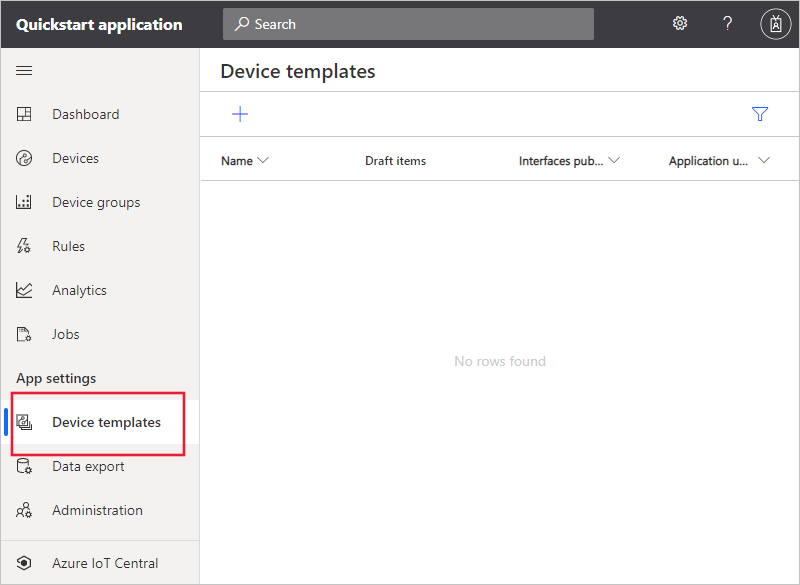 Quickstart application
Search
?
Device templates
Dashboard
Devices
Device groups
Rules
Analytics
Jobs
App settings
Device templates
Data export
Administration
Azure IoT Central
Name
Draft items
Interfaces pub...
Application u...
No rows found